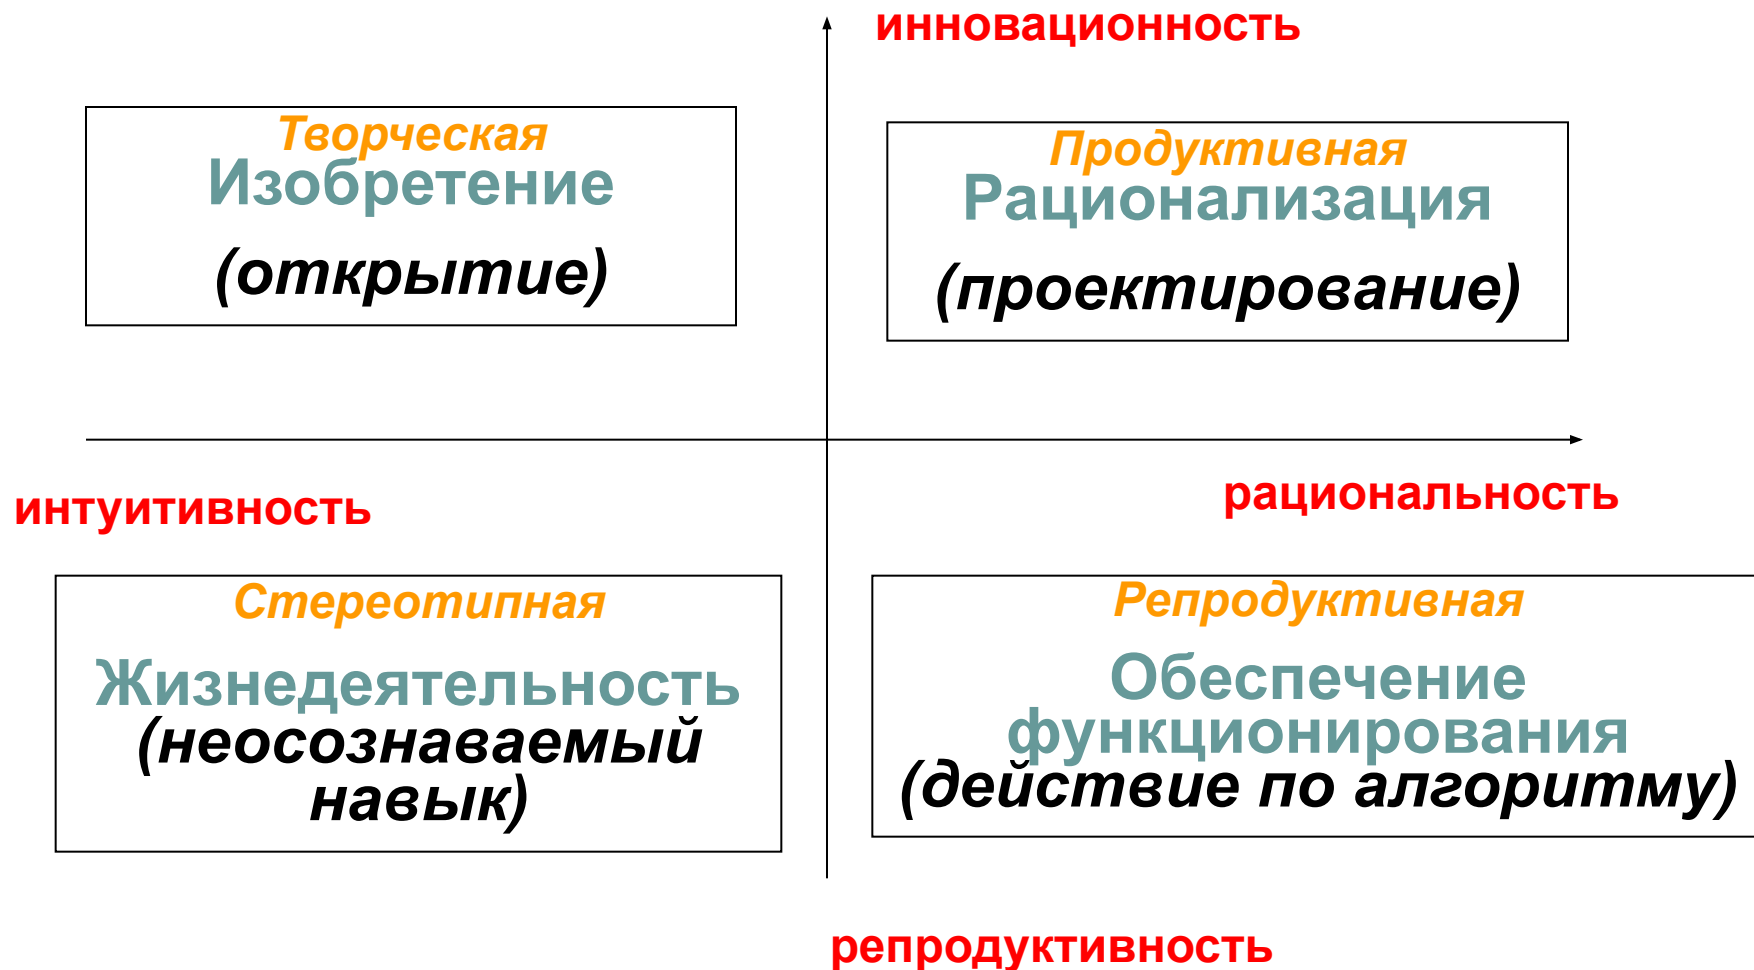 инновационность
Творческая
Изобретение
(открытие)
Продуктивная
Рационализация
(проектирование)
интуитивность
рациональность
Стереотипная
Жизнедеятельность
(неосознаваемый
навык)
Репродуктивная
Обеспечение
функционирования
(действие по алгоритму)
репродуктивность